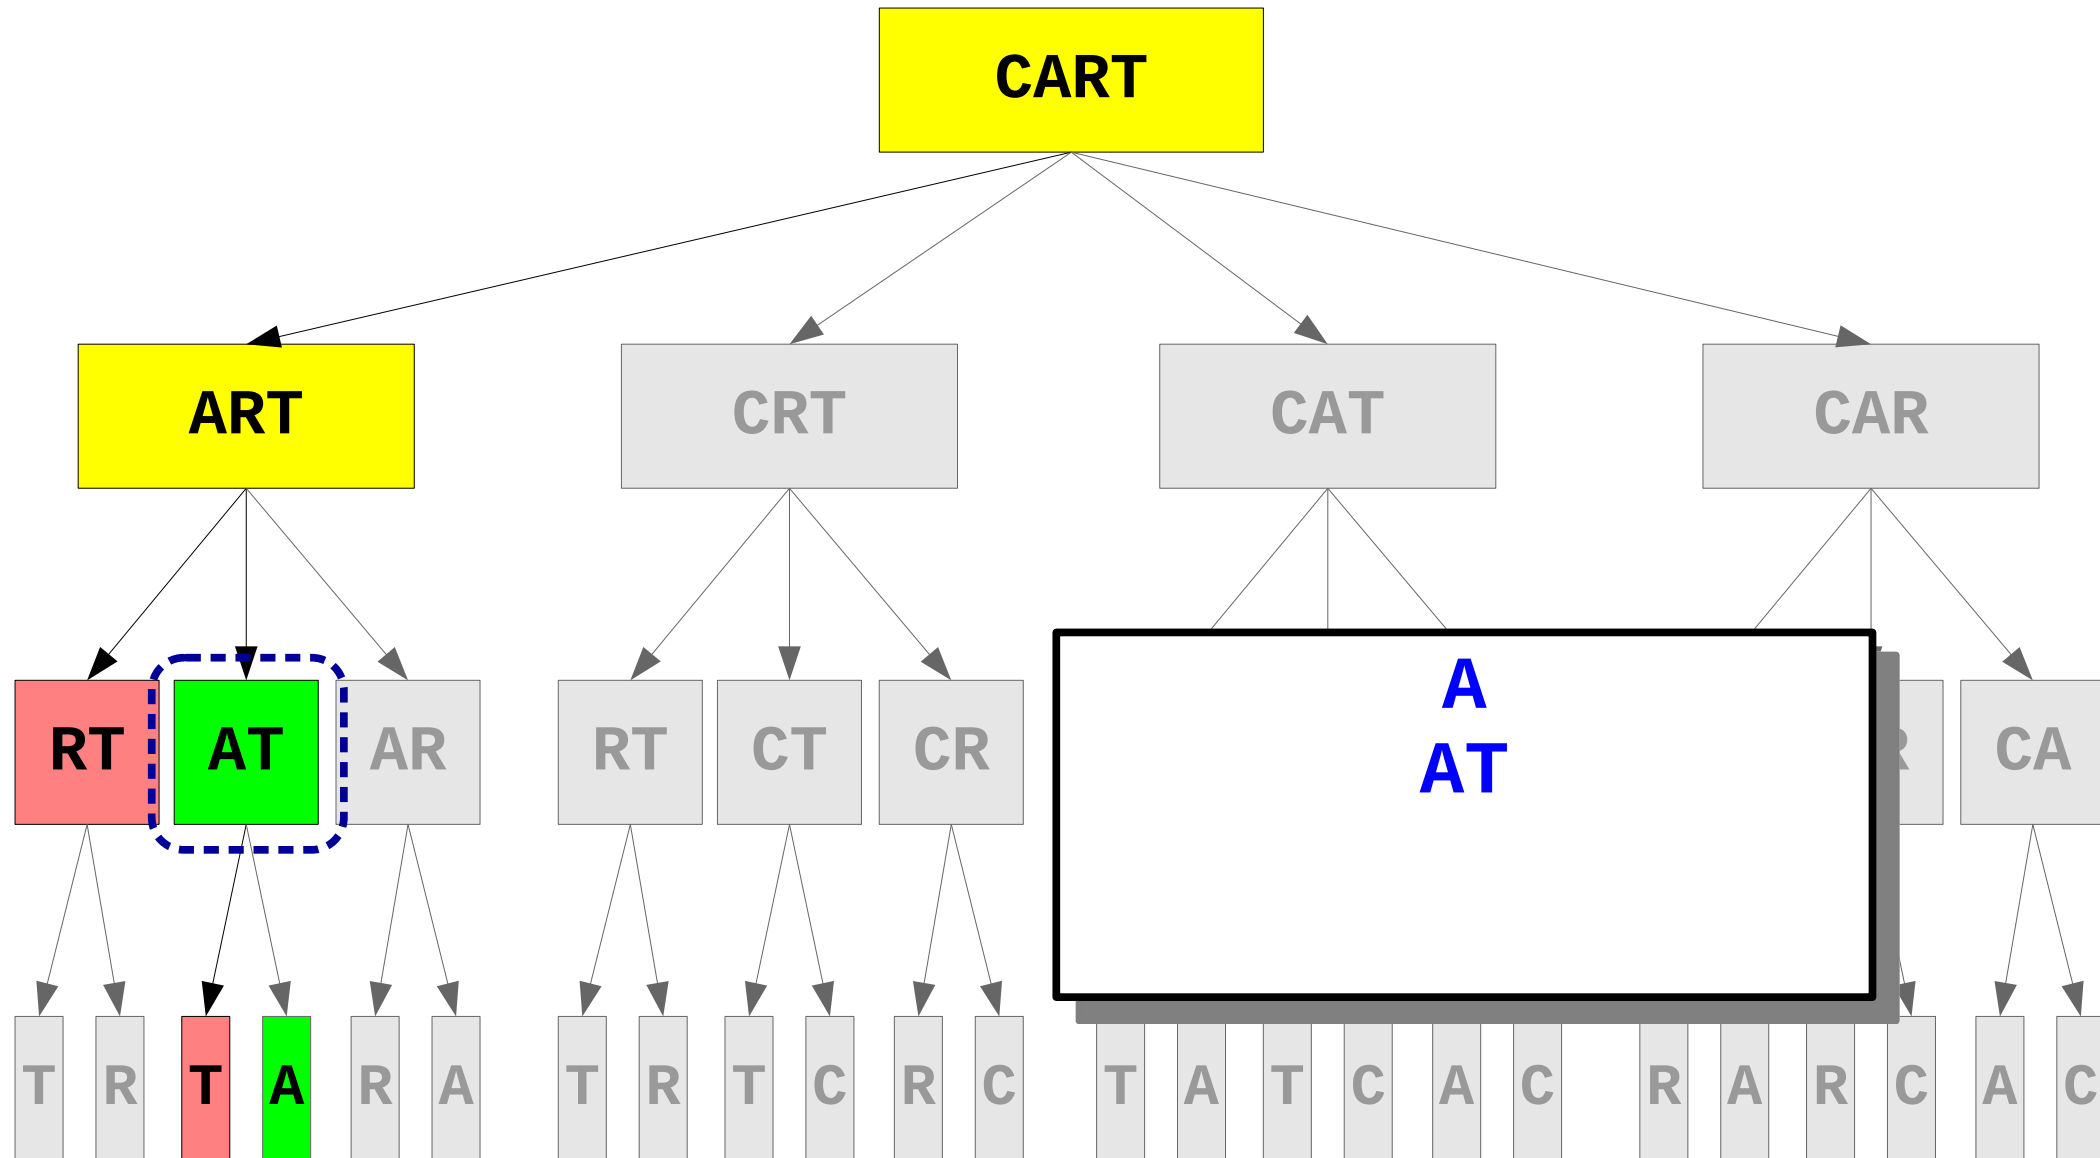 CART
ART CRT CAT CAR
RT AT AR RT CT CR CA
A
AT
T R T A R A T R T C R C T A T C A C R A R C A C